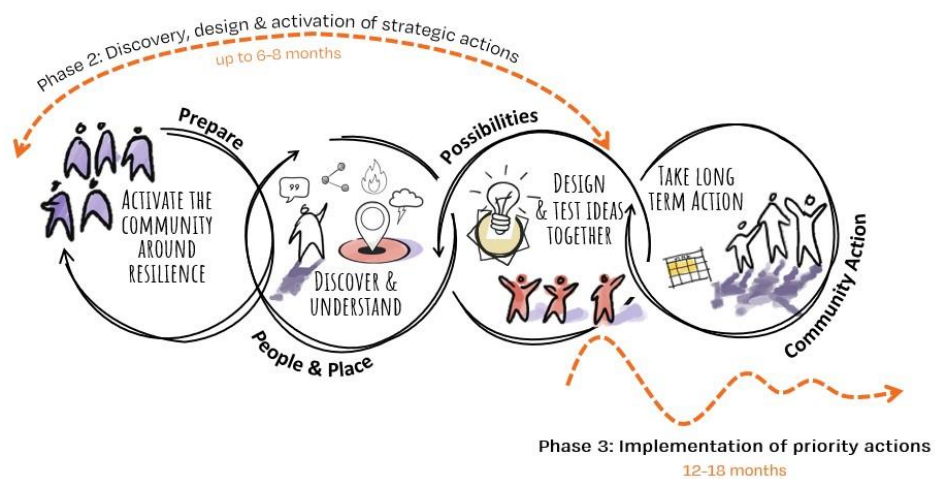 Phase 2: Discovery, design & activation of strategic actions
up to 6-8 months
Prepare
ACTIVATE THE
COMMUNITY
AROUND
RESILIENCE
99
DISCOVER &
UNDERSTAND
People & Place
Possibilities
DESIGN
& TEST IDEAS
TOGETHER
TAKE LONG
TERM ACTION
Community Action
Phase 3: Implementation of priority actions
12-18 months